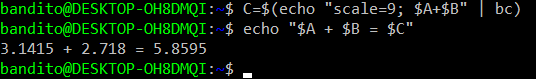 bandito@DESKTOP-OH8DMQI:~$ C=$(echo "scale=9; $A+$B" | bc)
bandito@DESKTOP-OH8DMQI:~$ echo "$A + $B = $C"
3.1415 + 2.718 = 5.8595
bandito@DESKTOP-OH8DMQI:~$